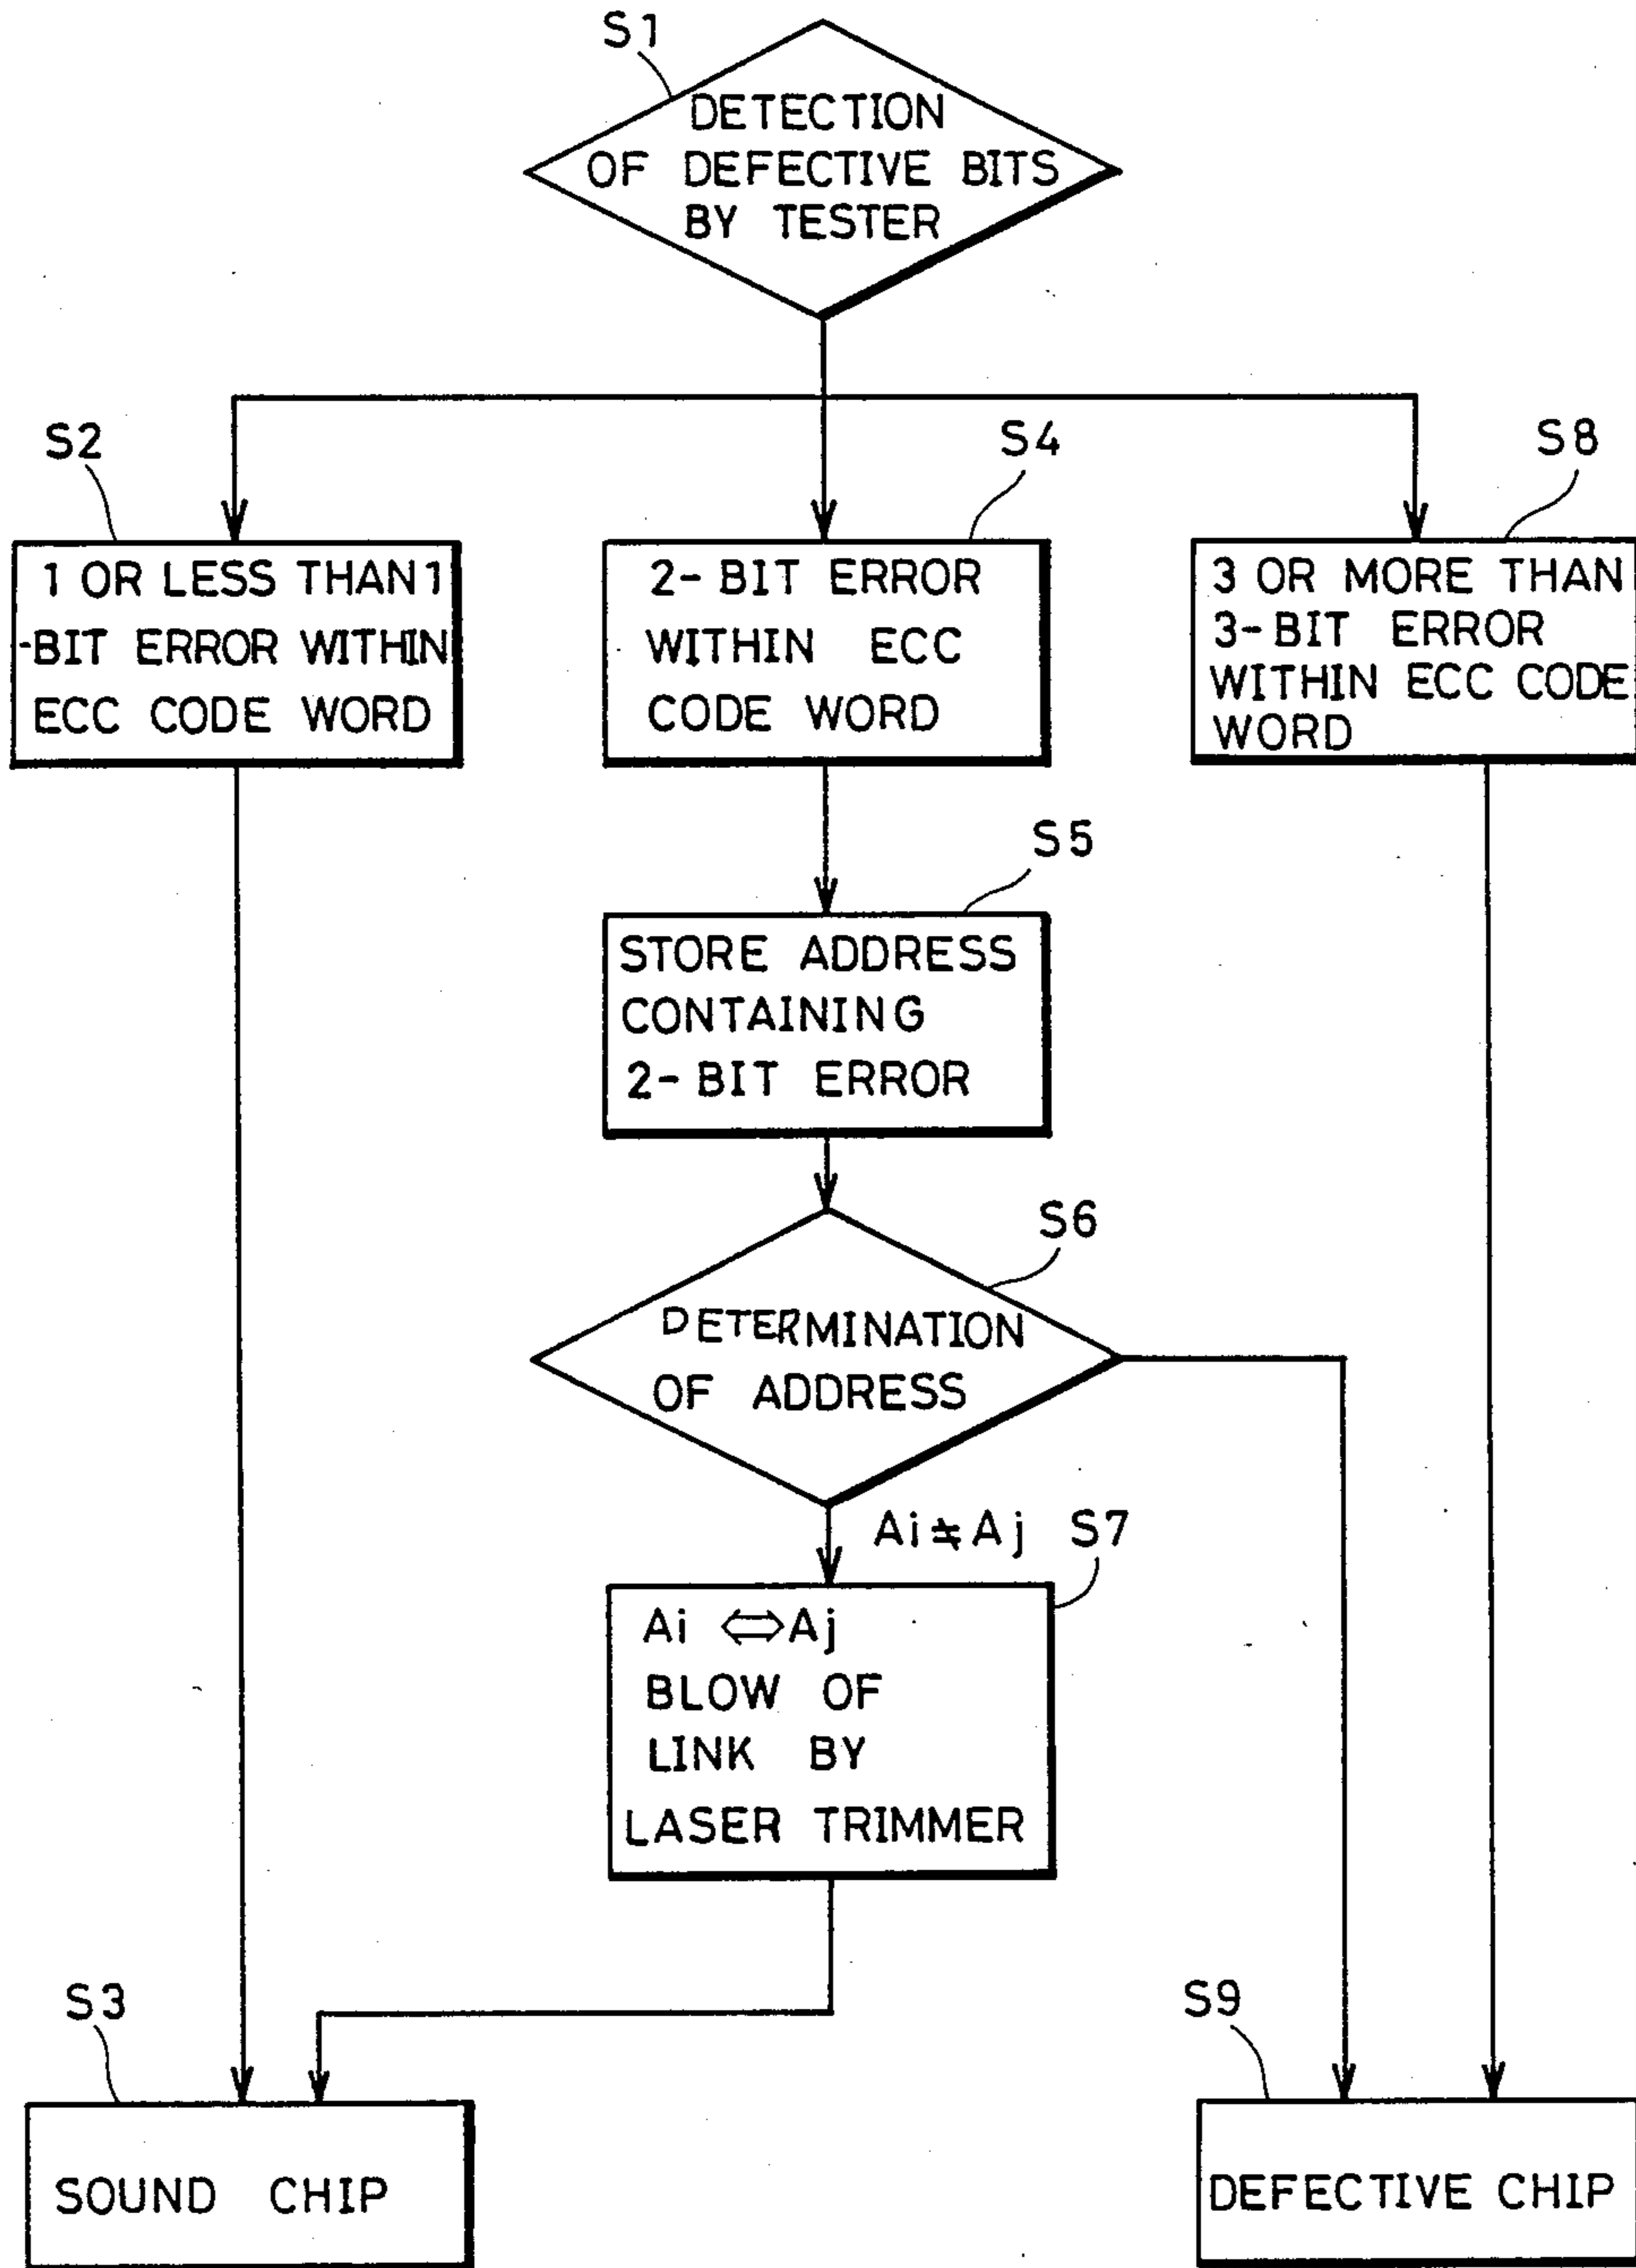 S1
DETECTION
OF DEFECTIVE BITS
BY TESTER
S2
1 OR LESS THAN 1
-BIT ERROR WITHIN
ECC CODE WORD
S4
2- BIT ERROR
WITHIN ECC
CODE WORD
S8
3 OR MORE THAN
3- BIT ERROR
WITHIN ECC CODE
WORD
S5
STORE ADDRESS
CONTAINING
2- BIT ERROR
S6
DETERMINATION
OF ADDRESS
Ai ≠ Aj
S7
Ai ⇔ Aj
BLOW OF
LINK BY
LASER TRIMMER
S3
SOUND CHIP
S9
DEFECTIVE CHIP